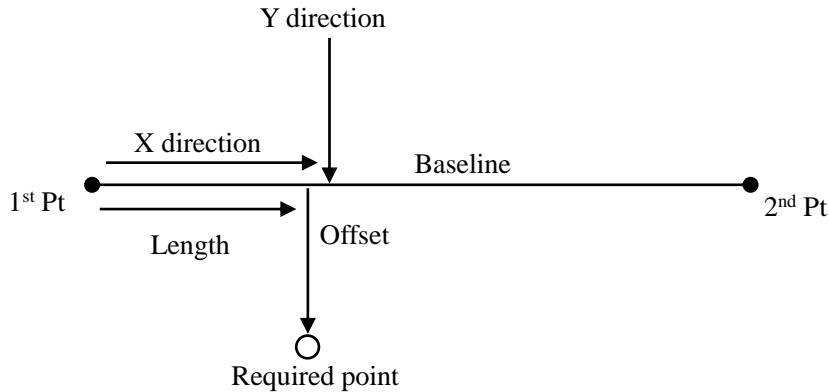 Y direction
X direction
Baseline
1st Pt
2nd Pt
Length
Offset
Required point